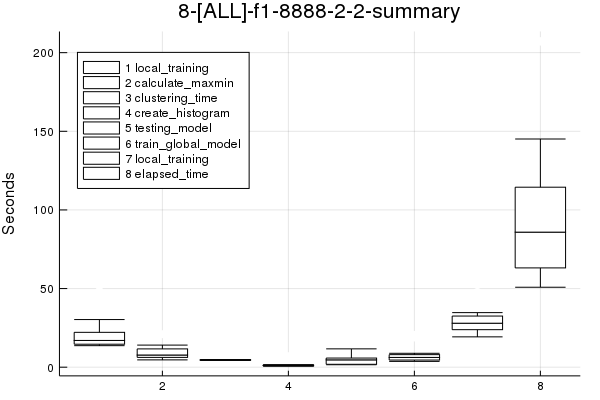 8-[ALL]-f1-8888-2-2-summary
200
150
100
50
0
Seconds
1 local_training
2 calculate_maxmin
3 clustering_time
4 create_histogram
5 testing_model
6 train_global_model
7 local_training
8 elapsed_time
2 4 6 8